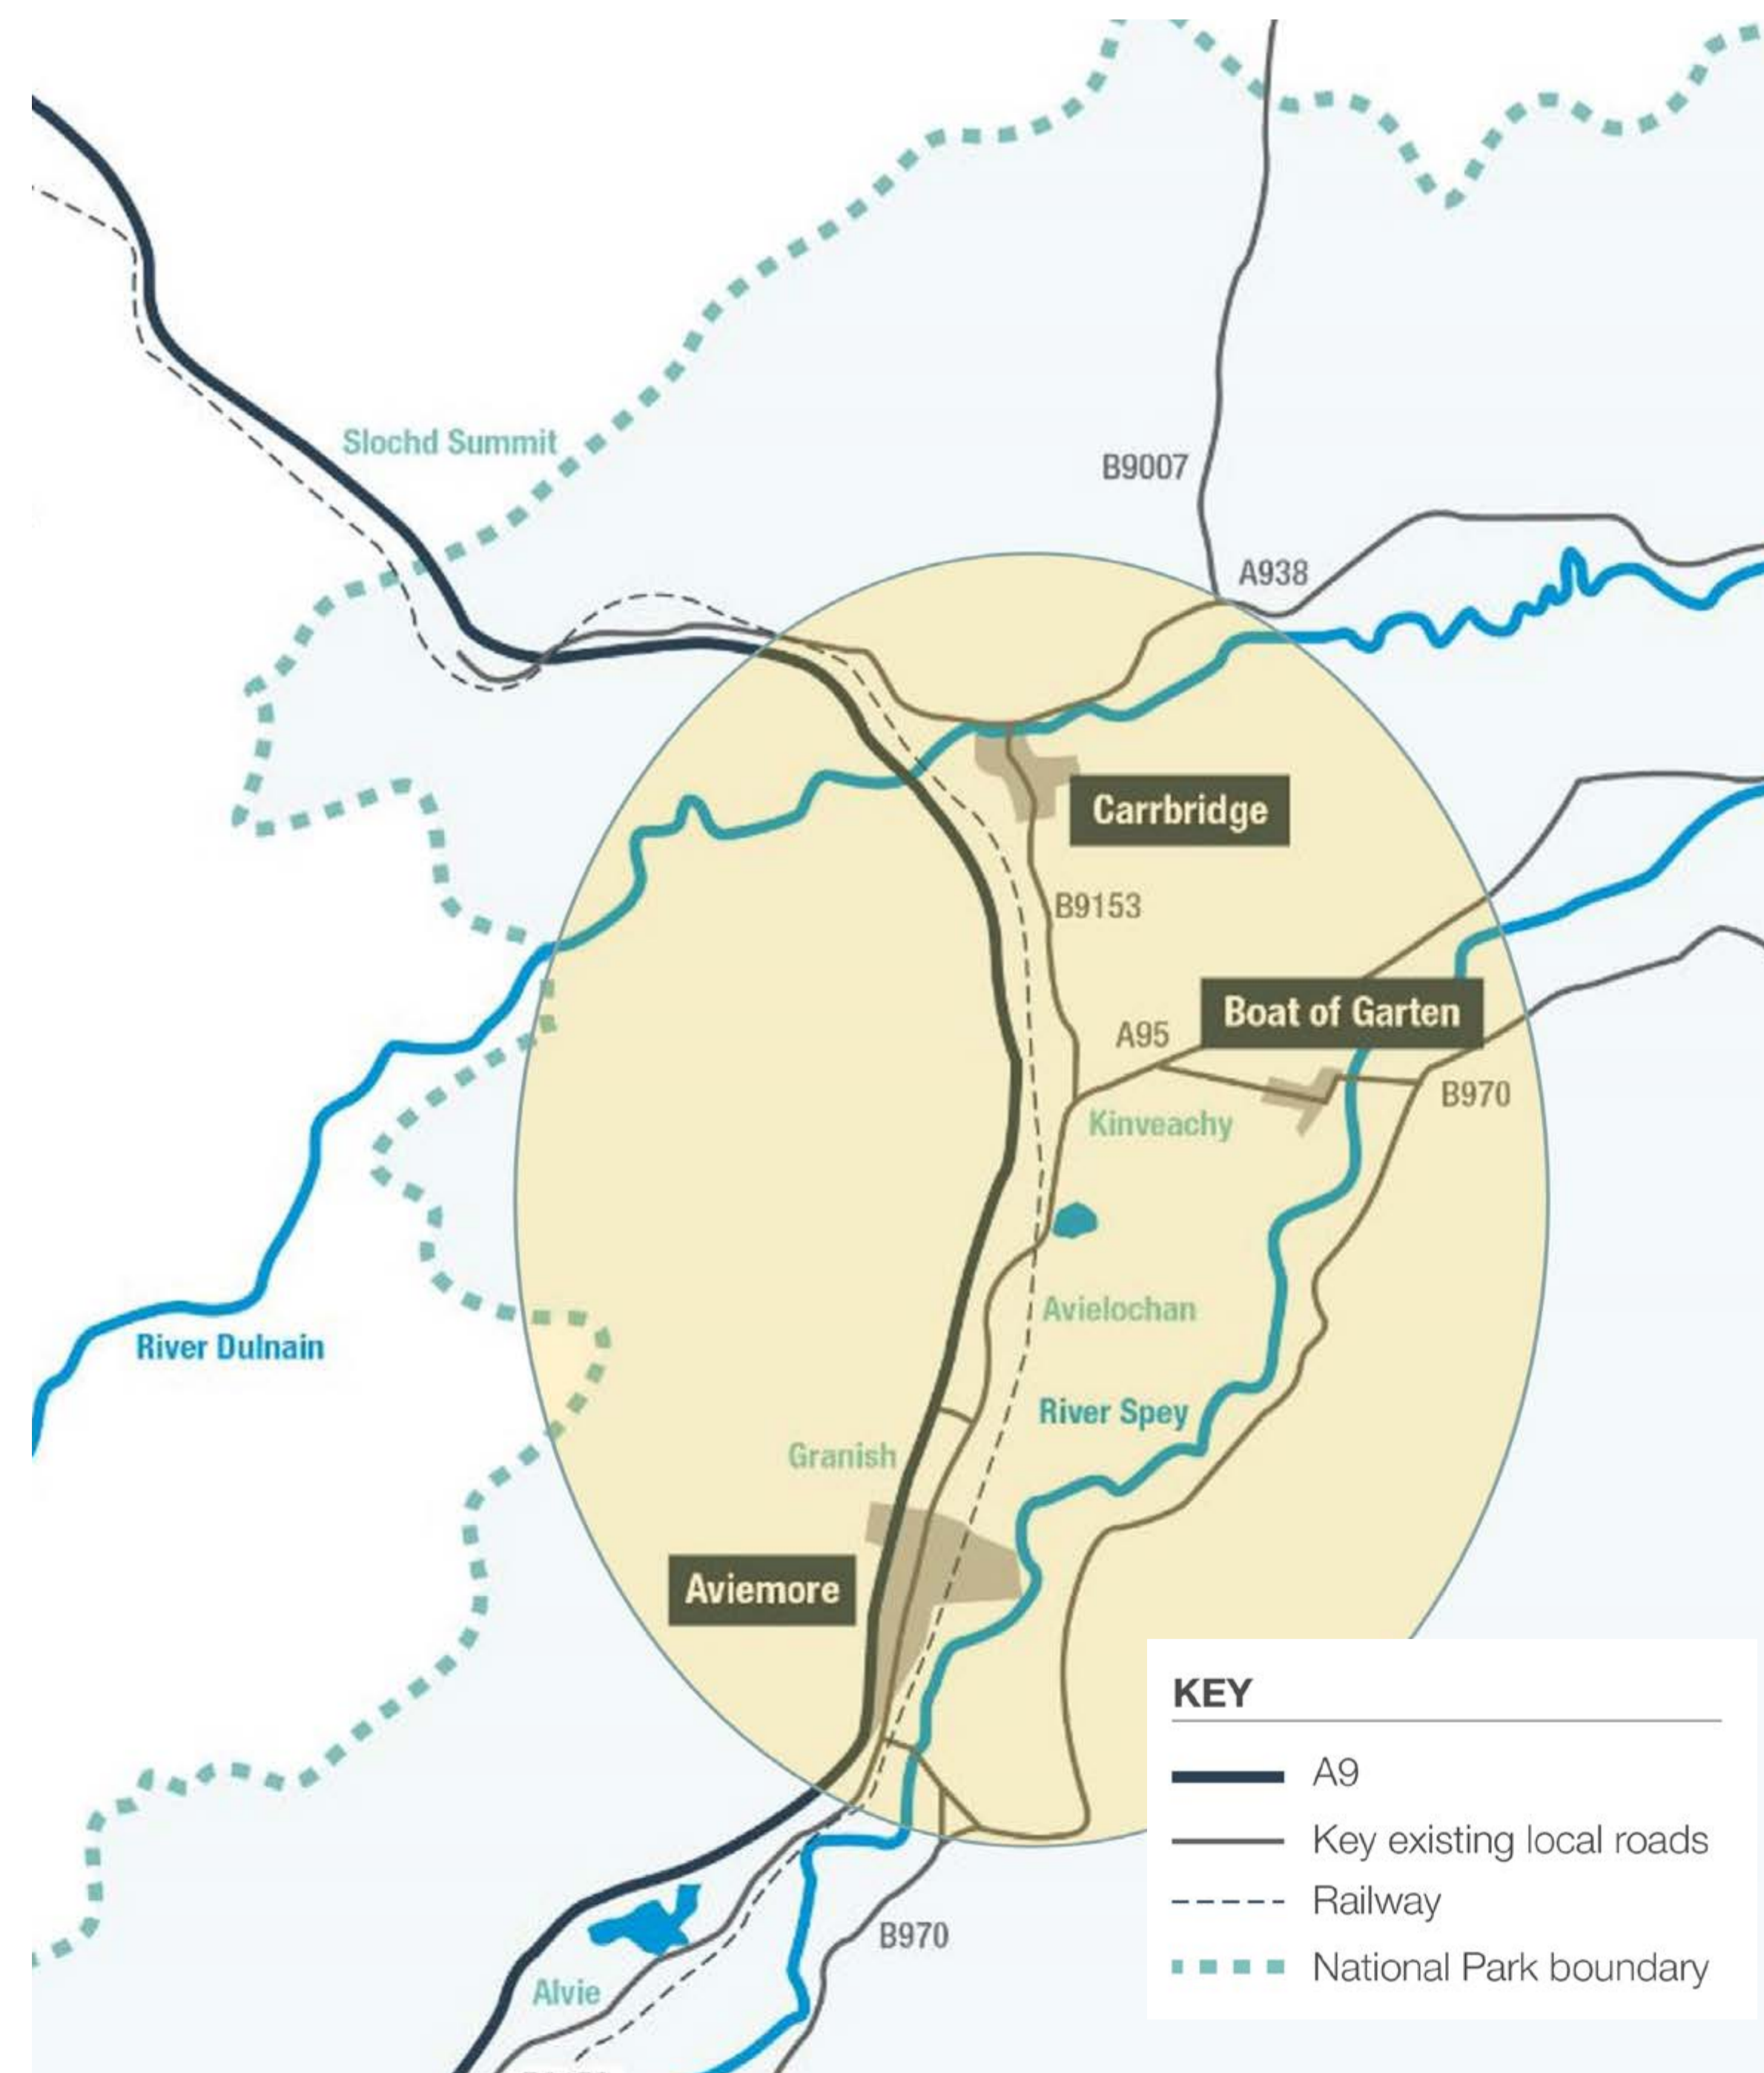 Slochd Summit
B9007
A938
Carrbridge
B9153
Boat of Garten
A95
B970
Kinveachy
Avielochan
River Dulnain
River Spey
Granish
Aviemore
KEY
A9
Key existing local roads
Railway
National Park boundary
B970
Alvie